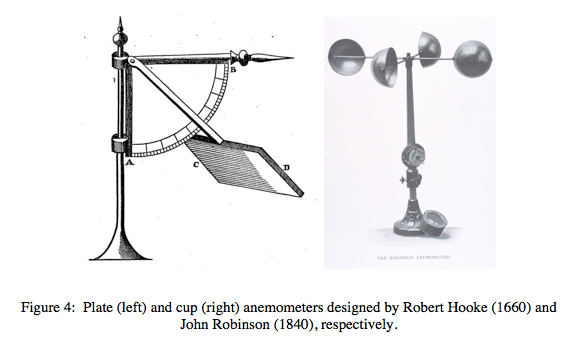 B
A
C
D
THE ROBINSON ANEMOMETER.
Figure 4: Plate (left) and cup (right) anemometers designed by Robert Hooke (1660) and
John Robinson (1840), respectively.